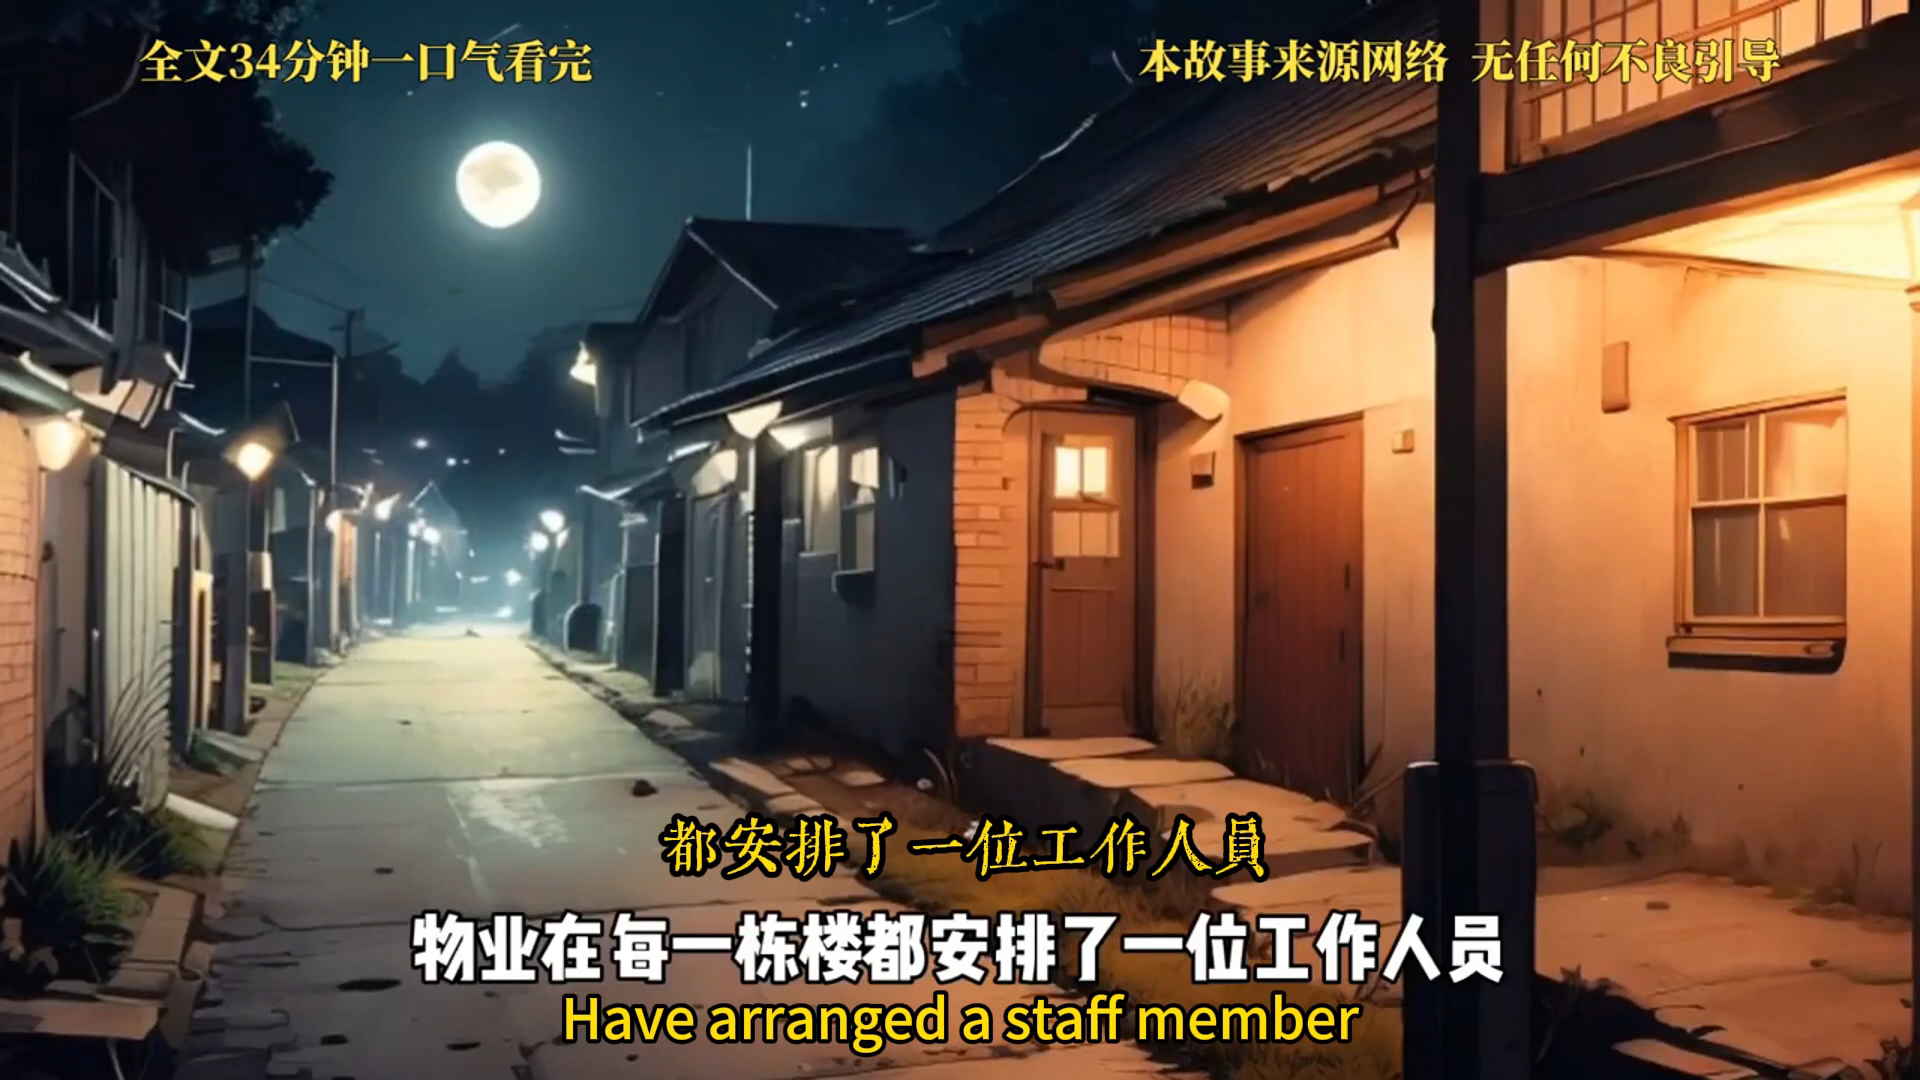 全文34分钟一口气看完
本故事来源网络 无任何不良引导
都安排了一位工作人員
物业在每一栋楼都安排了一位工作人员
Have arranged a staff member